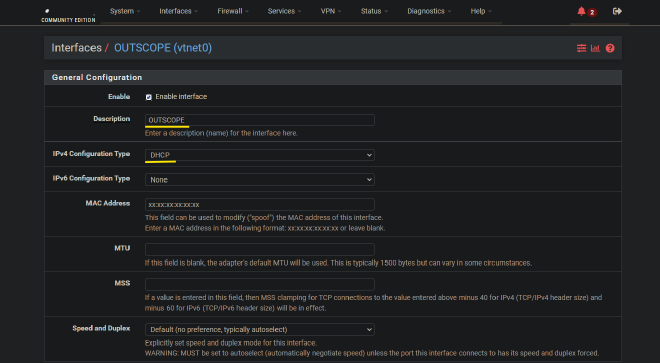 COMMUNITY EDITION
System Interfaces Firewall Services VPN Status Diagnostics Help 2
Interfaces / OUTSCOPE (vtnet0)
General Configuration
Enable Enable interface
Description OUTSCOPE
Enter a description (name) for the interface here.
IPv4 Configuration Type DHCP
IPv6 Configuration Type None
MAC Address xx:xx:xx:xx:xx:xx
This field can be used to modify ("spoof") the MAC address of this interface.
Enter a MAC address in the following format: xx:xx:xx:xx:xx:xx or leave blank.
MTU
If this field is blank, the adapter's default MTU will be used. This is typically 1500 bytes but can vary in some circumstances.
MSS
If a value is entered in this field, then MSS clamping for TCP connections to the value entered above minus 40 for IPv4 (TCP/IPv4 header size) and
minus 60 for IPv6 (TCP/IPv6 header size) will be in effect.
Speed and Duplex Default (no preference, typically autoselect)
Explicitly set speed and duplex mode for this interface.
WARNING: MUST be set to autoselect (automatically negotiate speed) unless the port this interface connects to has its speed and duplex forced.